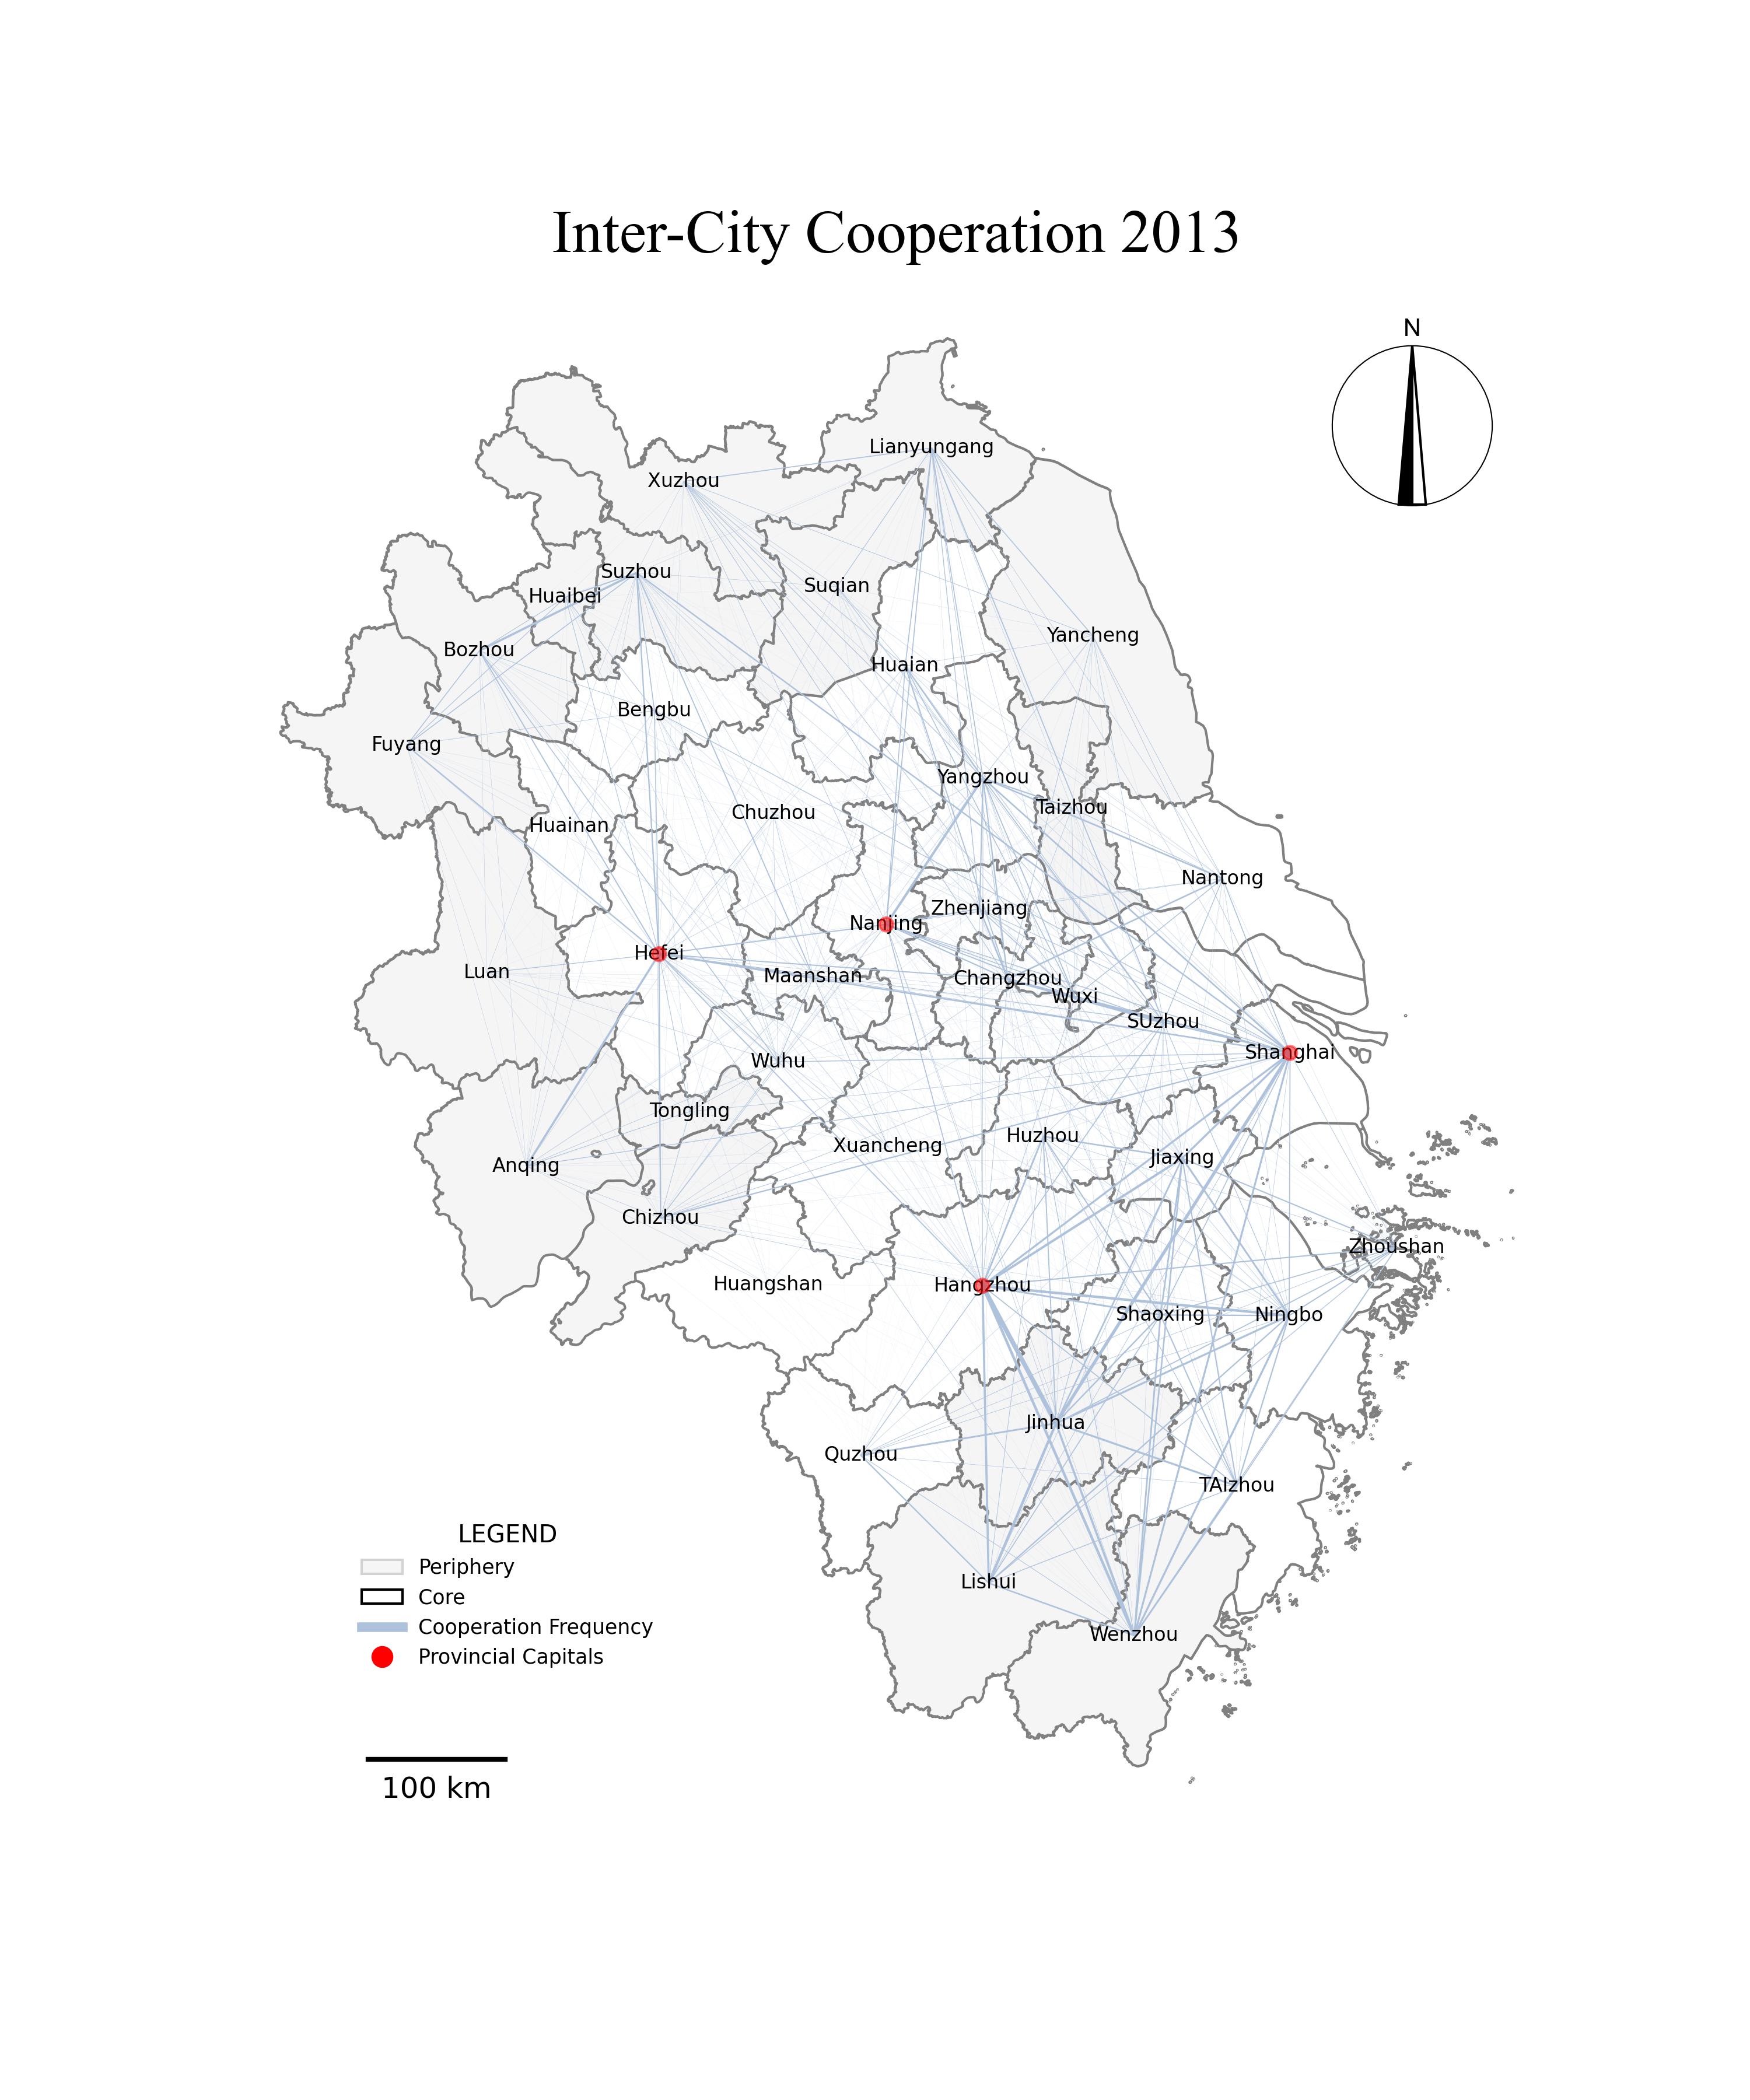 Inter-City Cooperation 2013
N
Lianyungang
Xuzhou
Suzhou
Suqian
Huaibei
Yancheng
Bozhou
Huaian
Bengbu
Fuyang
Yangzhou
Taizhou
Chuzhou
Huainan
Nantong
Zhenjiang
Nanjing
Hefei
Luan
Maanshan
Changzhou
Wuxi
SUzhou
Shanghai
Wuhu
Tongling
Huzhou
Xuancheng
Jiaxing
Anqing
Chizhou
Zhoushan
Huangshan
Hangzhou
Shaoxing
Ningbo
Jinhua
Quzhou
TAIzhou
Lishui
Wenzhou
LEGEND
Periphery
Core
Cooperation Frequency
Provincial Capitals
100 km